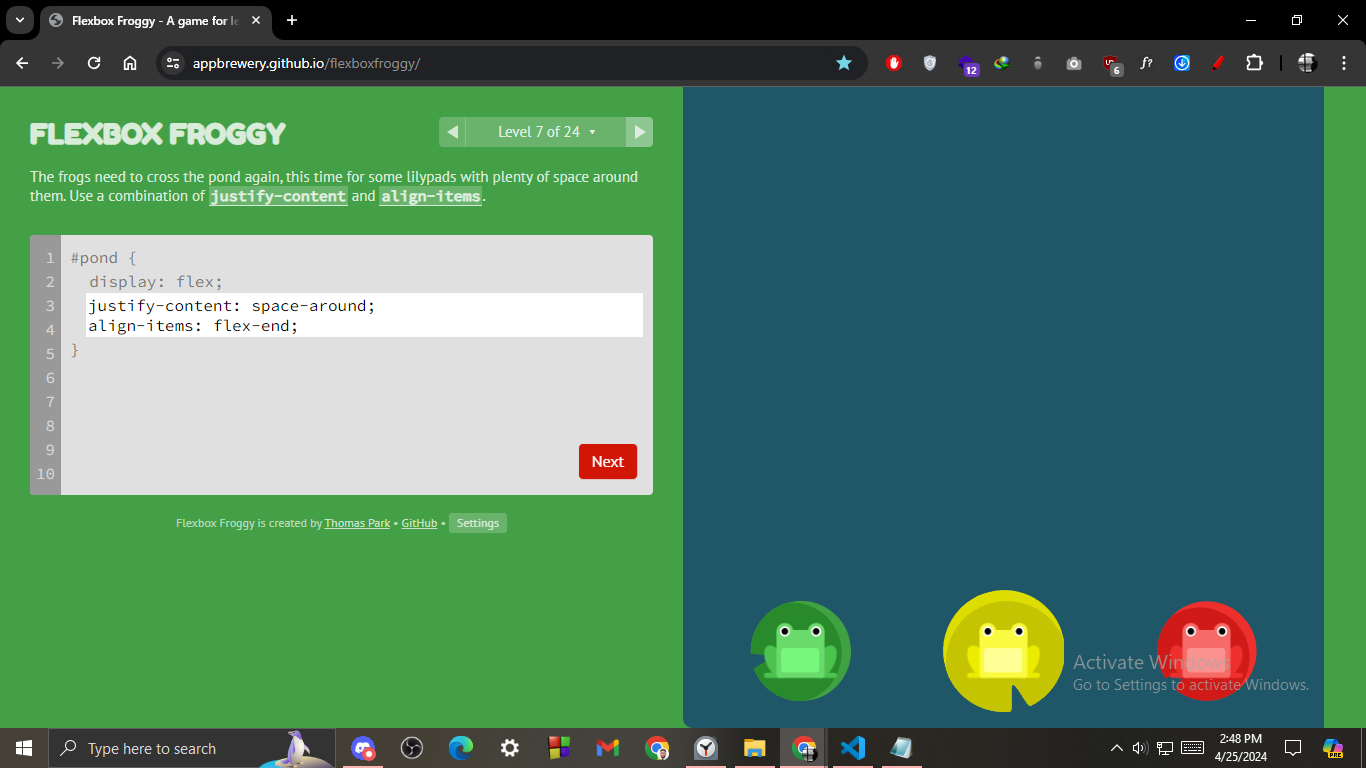 Flexbox Froggy - A game for le
appbrewery.github.io/flexboxfroggy/
12
6
f?
FLEXBOX FROGGY
Level 7 of 24
The frogs need to cross the pond again, this time for some lilypads with plenty of space around
them. Use a combination of justify-content and align-items.
1 #pond {
2 display: flex;
3 justify-content: space-around;
4 align-items: flex-end;
5 }
6
7
8
9
10
Next
Flexbox Froggy is created by Thomas Park • GitHub • Settings
Activate Windows
Go to Settings to activate Windows.
Type here to search
2:48 PM
4/25/2024
PRE